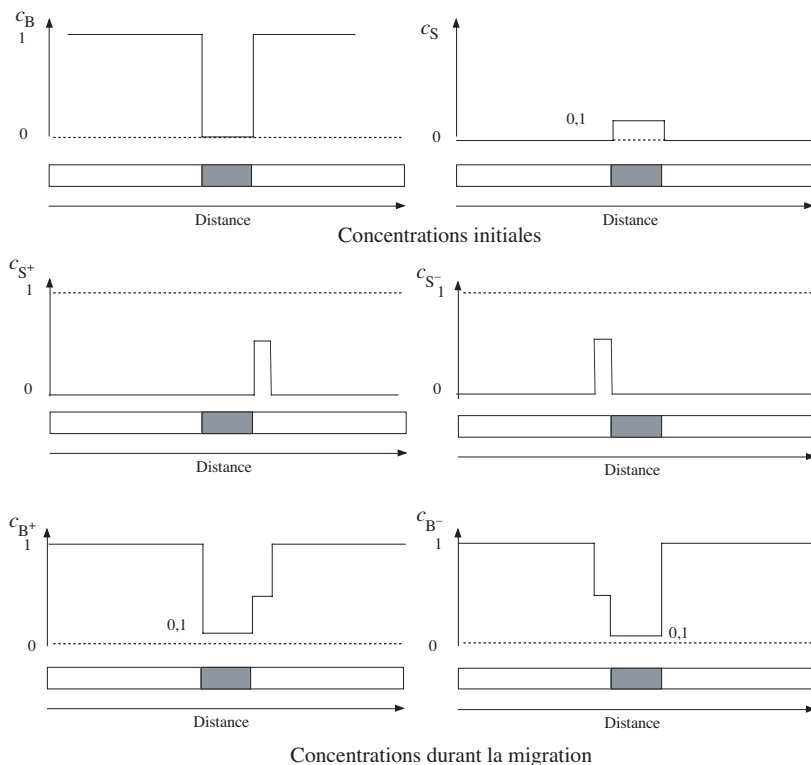 c_B
1
0
Distance
c_S
0,1
0
Distance
Concentrations initiales
c_S+
1
0
Distance
c_S−
1
0
Distance
c_B+
1
0,1
0
Distance
c_B−
1
0,1
0
Distance
Concentrations durant la migration